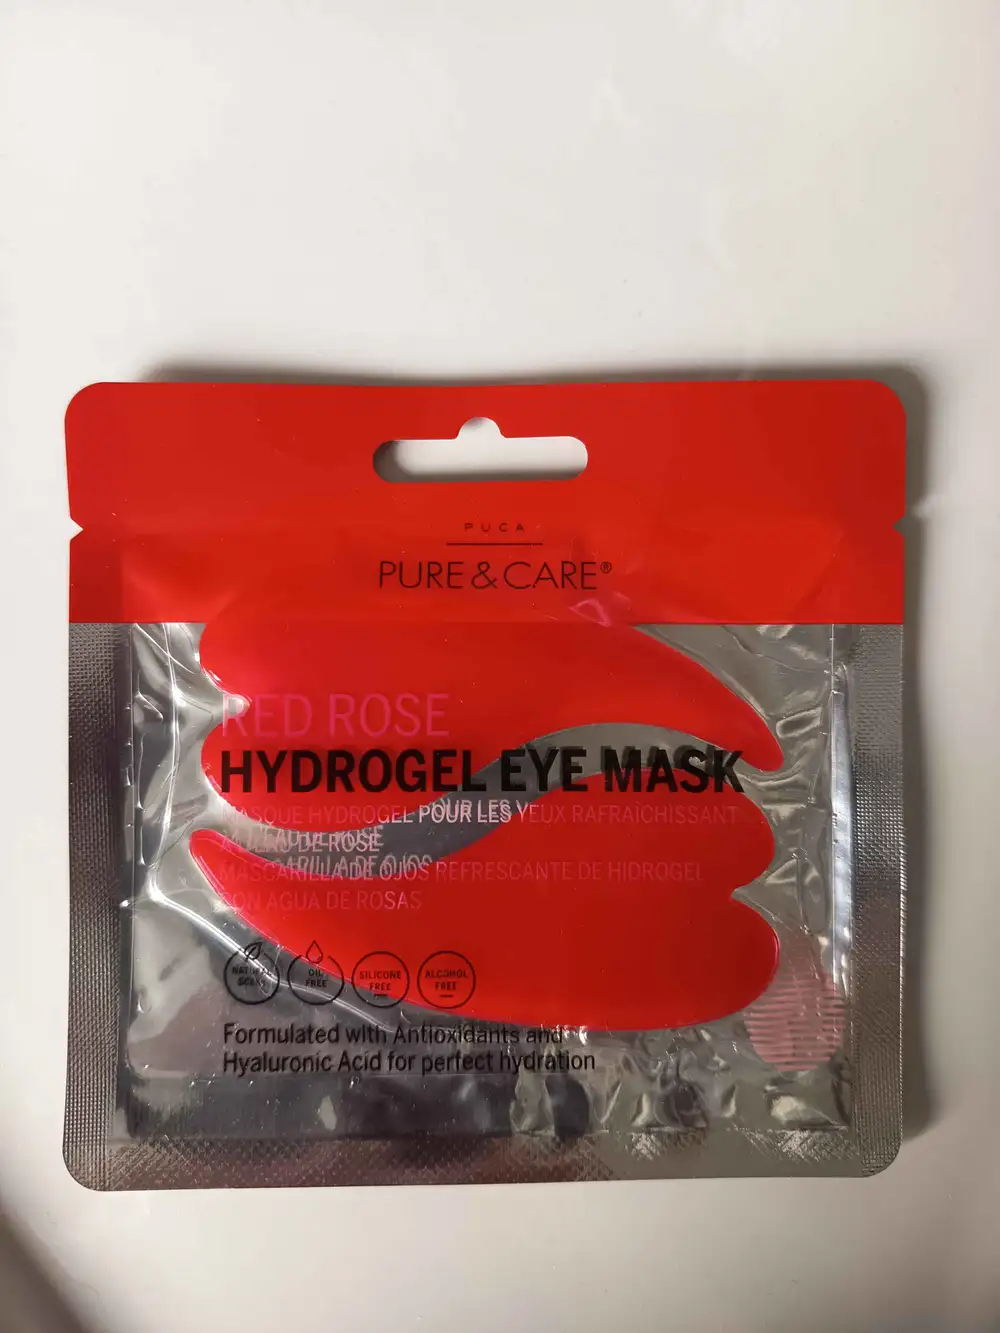 PUCA
PURE & CARE®
RED ROSE
HYDROGEL EYE MASK
MASQUE HYDROGEL POUR LES YEUX RAFRAÎCHISSANT
À L'EAU DE ROSE
MASCARILLA DE OJOS REFRESCANTE DE HIDROGEL
CON AGUA DE ROSAS
NATURAL
OIL
FREE
SILICONE
FREE
ALCOHOL
FREE
Formulated with Antioxidants and
Hyaluronic Acid for perfect hydration